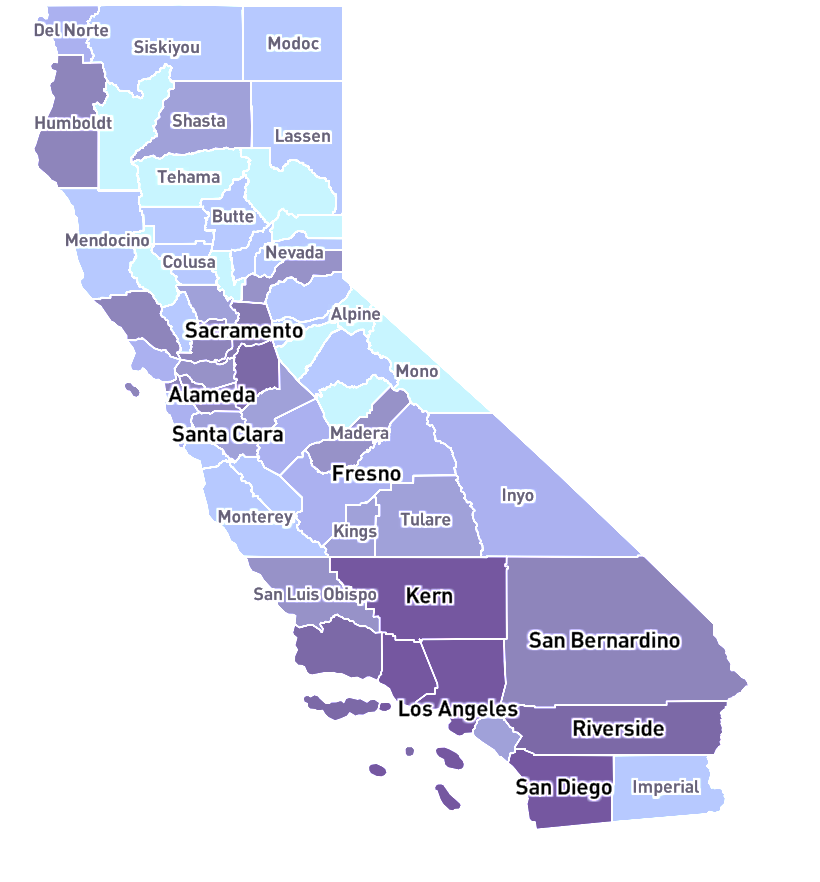 Del Norte
Siskiyou
Modoc
Humboldt
Shasta
Lassen
Tehama
Butte
Mendocino
Nevada
Colusa
Alpine
Sacramento
Mono
Alameda
Santa Clara
Madera
Fresno
Inyo
Monterey
Tulare
Kings
San Luis Obispo
Kern
San Bernardino
Los Angeles
Riverside
San Diego
Imperial